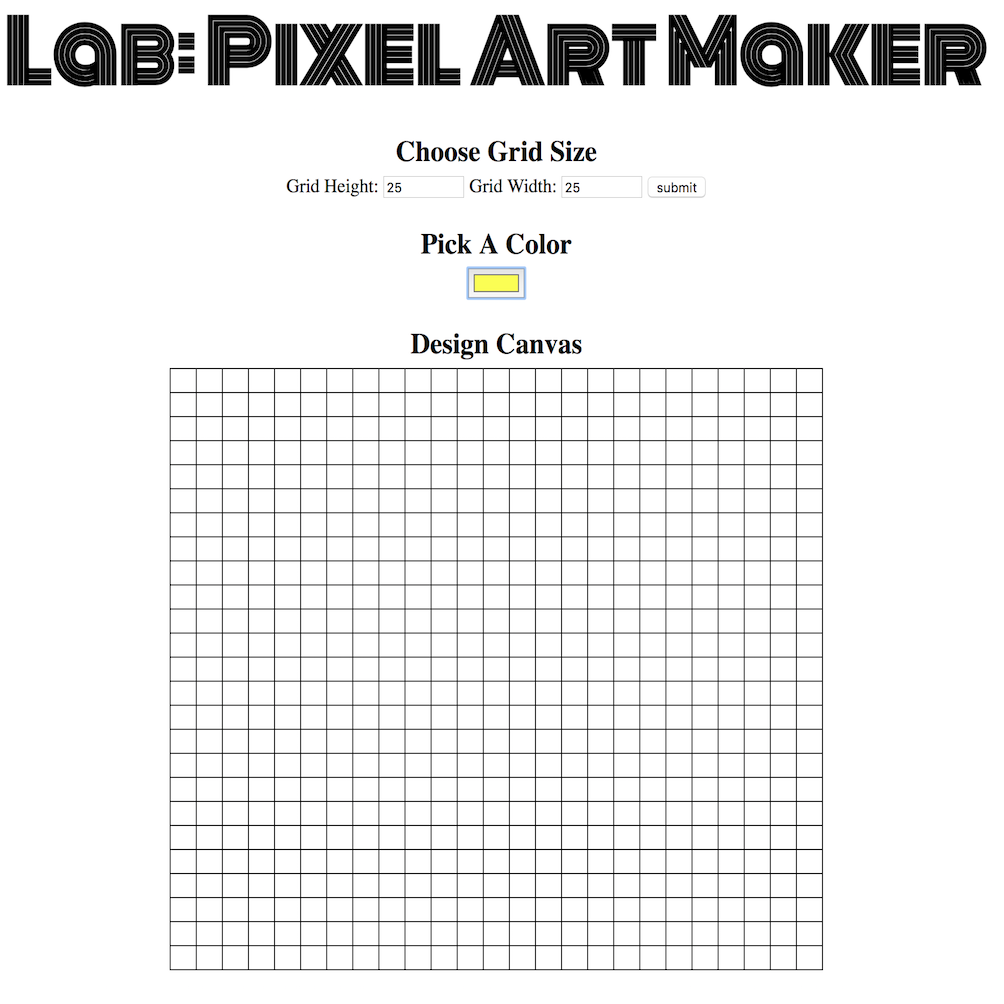 Lab: Pixel Art Maker
Choose Grid Size
Grid Height: 25 Grid Width: 25 submit
Pick A Color
Design Canvas